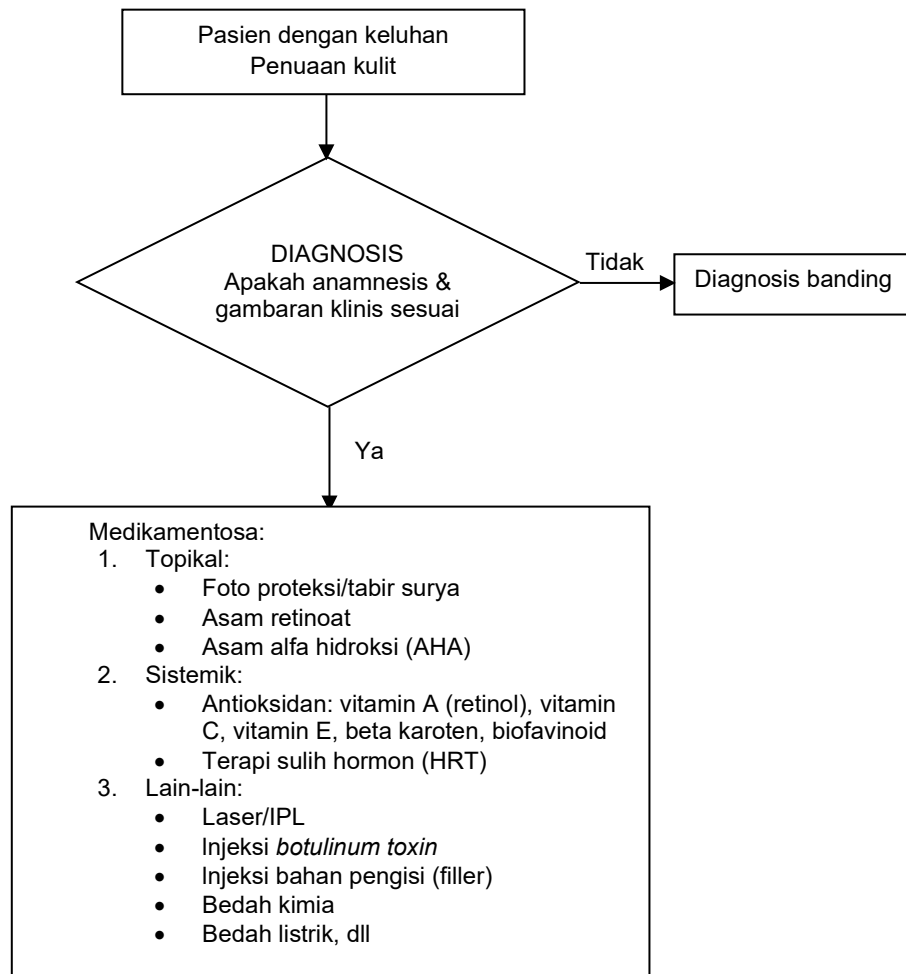 Pasien dengan keluhan
Penuaan kulit
DIAGNOSIS
Apakah anamnesis &
gambaran klinis sesuai
Tidak
Diagnosis banding
Ya
Medikamentosa:
1. Topikal:
• Foto proteksi/tabir surya
• Asam retinoat
• Asam alfa hidroksi (AHA)
2. Sistemik:
• Antioksidan: vitamin A (retinol), vitamin
C, vitamin E, beta karoten, biofavinoid
• Terapi sulih hormon (HRT)
3. Lain-lain:
• Laser/IPL
• Injeksi botulinum toxin
• Injeksi bahan pengisi (filler)
• Bedah kimia
• Bedah listrik, dll